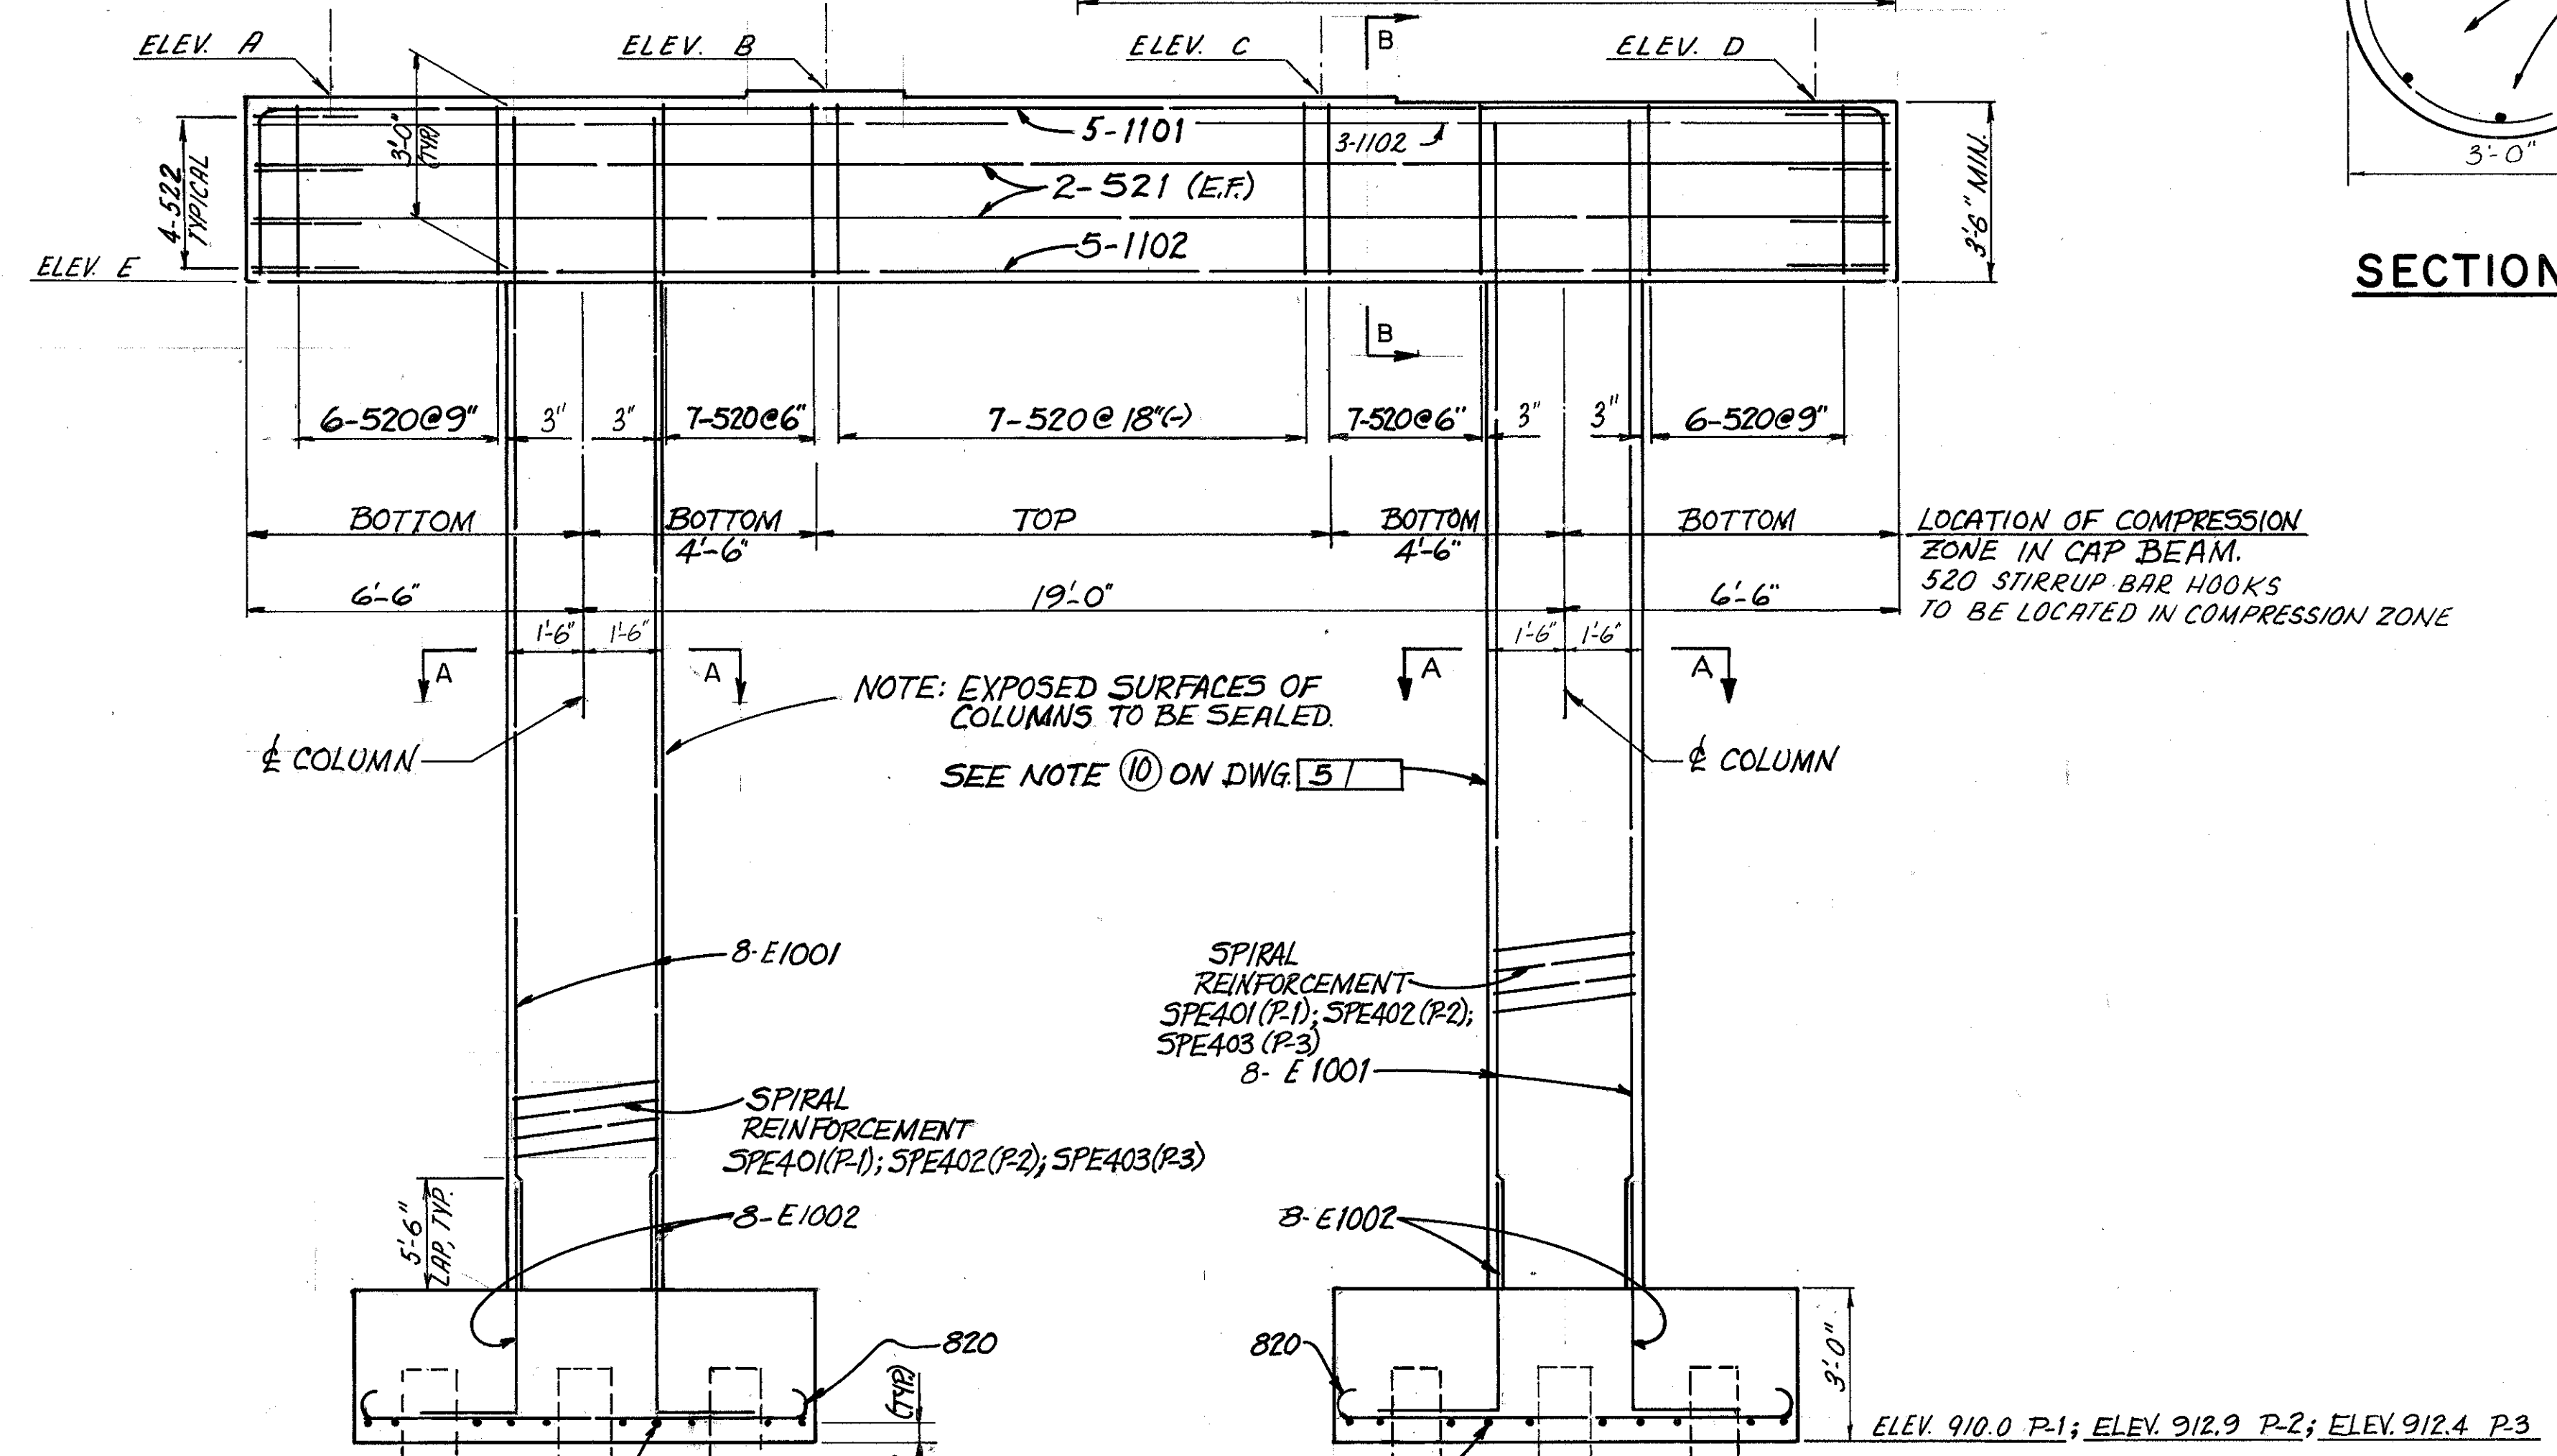 ELEV. A
ELEV. B
ELEV. C
B
ELEV. D
3'-0"
(TYP.)
5-1101
3-1102
4-522
TYPICAL
2-521 (E.F.)
5-1102
3'-6" MIN.
3'-0"
SECTION
ELEV. E
B
6-520@9"
3"
3"
7-520@6"
7-520@18"(-)
7-520@6"
3"
3"
6-520@9"
BOTTOM
BOTTOM
4'-6"
TOP
BOTTOM
4'-6"
BOTTOM
LOCATION OF COMPRESSION
ZONE IN CAP BEAM.
520 STIRRUP BAR HOOKS
TO BE LOCATED IN COMPRESSION ZONE
6'-6"
19'-0"
6'-6"
1'-6"
1'-6"
1'-6"
1'-6"
A
A
A
A
NOTE: EXPOSED SURFACES OF
COLUMNS TO BE SEALED.
℄ COLUMN
SEE NOTE 10 ON DWG. 5 /
℄ COLUMN
8-E1001
SPIRAL
REINFORCEMENT
SPE401(P-1); SPE402(P-2);
SPE403(P-3)
8- E1001
SPIRAL
REINFORCEMENT
SPE401(P-1); SPE402(P-2); SPE403(P-3)
5'-6"
LAP, TYP.
8-E1002
8-E1002
820
(TYP.)
820
3'-0"
ELEV. 910.0 P-1; ELEV. 912.9 P-2; ELEV. 912.4 P-3